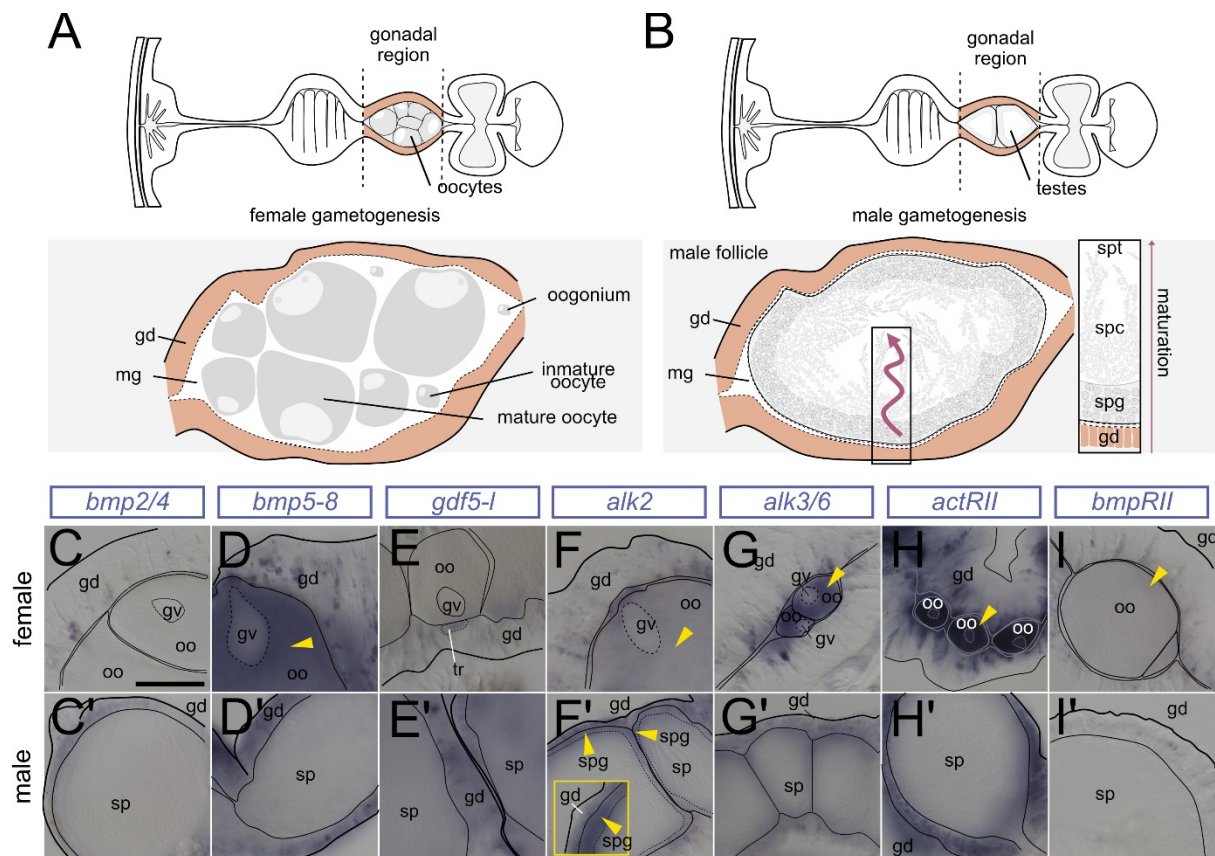 A
gonadal
region
oocytes
female gametogenesis
gd
mg
oogonium
inmature
oocyte
mature oocyte
B
gonadal
region
testes
male gametogenesis
male follicle
gd
mg
spt
spc
spg
gd
maturation
bmp2/4
bmp5-8
gdf5-l
alk2
alk3/6
actRII
bmpRII
female
C
gd
gv
oo
oo
D
gd
gv
oo
oo
E
oo
gv
gd
tr
F
gd
oo
gv
G
gd
gv
oo
oo
gv
H
gd
oo
oo
oo
I
gd
oo
male
C'
gd
sp
D'
gd
sp
E'
sp
gd
sp
F'
gd
spg
spg
sp
gd
spg
G'
gd
sp
H'
sp
gd
I'
gd
sp